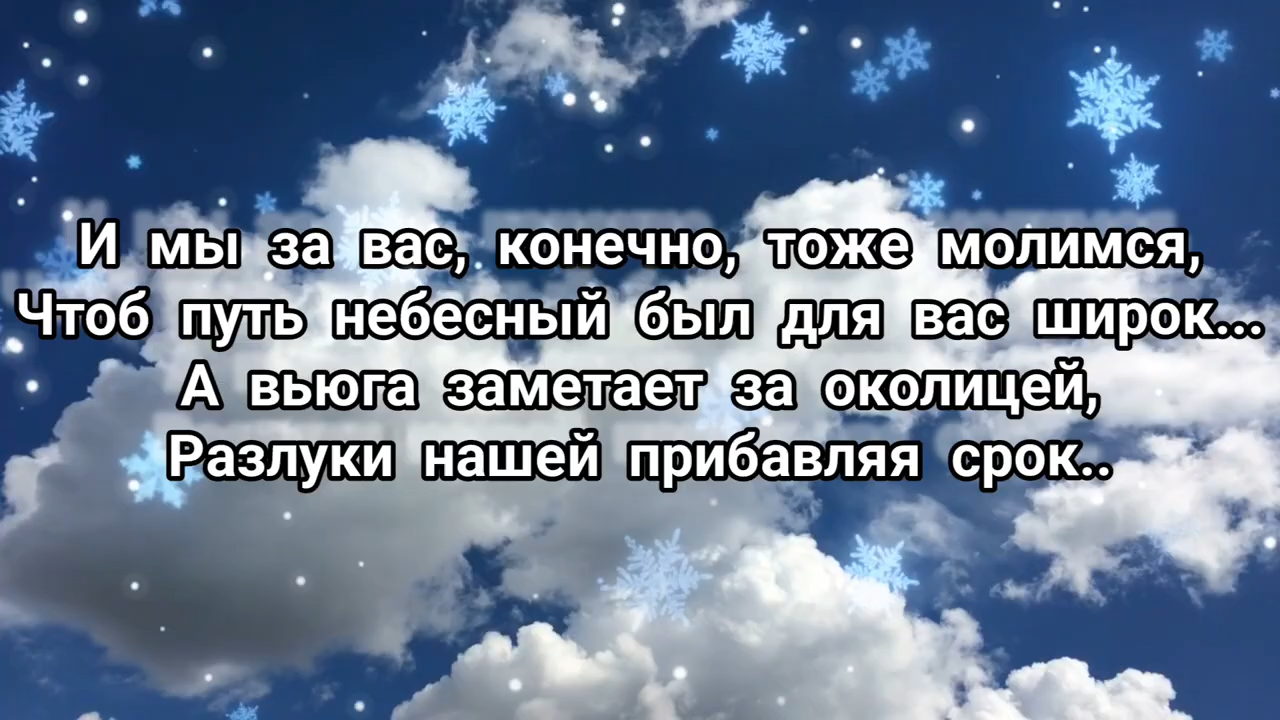 И мы за вас, конечно, тоже молимся,
Чтоб путь небесный был для вас широк...
А вьюга заметает за околицей,
Разлуки нашей прибавляя срок..